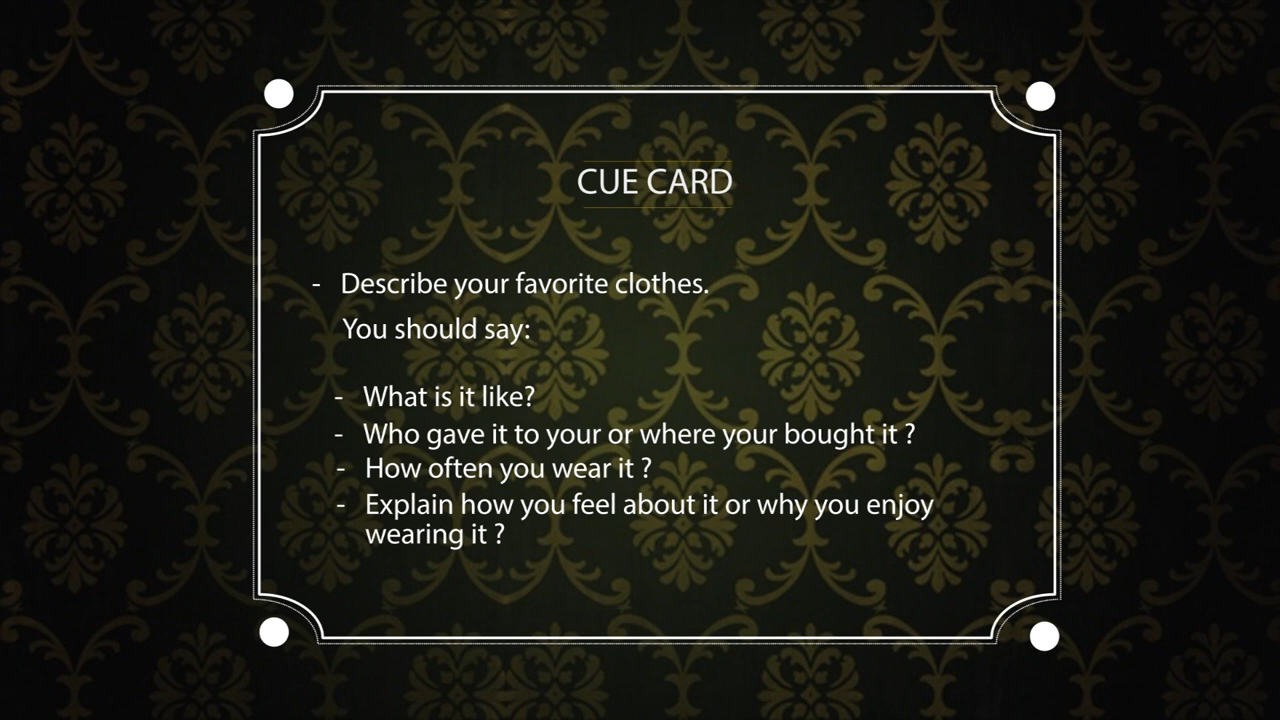 CUE CARD
- Describe your favorite clothes.
You should say:
- What is it like?
- Who gave it to your or where your bought it ?
- How often you wear it ?
- Explain how you feel about it or why you enjoy
wearing it ?